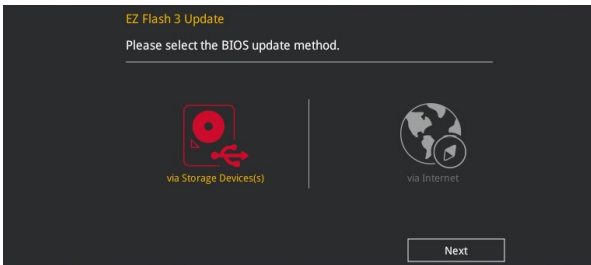 EZ Flash 3 Update
Please select the BIOS update method.
via Storage Devices(s)
via Internet
Next